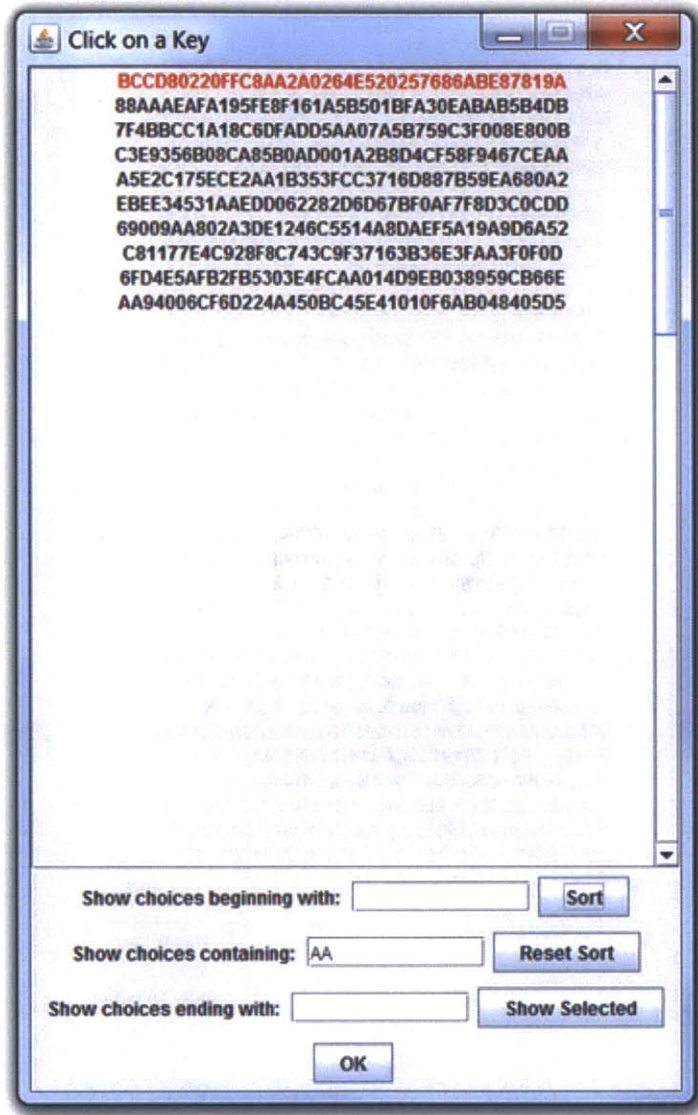 Click on a Key
BCCD80220FFC8AA2A0264E520257686ABE87819A
88AAAEAFA195FE8F161A5B501BFA30EABAB5B4DB
7F4BBCC1A18C6DFADD5AA07A5B759C3F008E800B
C3E9356B08CA85B0AD001A2B8D4CF58F9467CEAA
A5E2C175ECE2AA1B353FCC3716D887B59EA680A2
EBEE34531AAEDD062282D6D67BF0AF7F8D3C0CDD
69009AA802A3DE1246C5514A8DAEF5A19A9D6A52
C81177E4C928F8C743C9F37163B36E3FAA3F0F0D
6FD4E5AFB2FB5303E4FCAA014D9EB038959CB66E
AA94006CF6D224A450BC45E41010F6AB048405D5
Show choices beginning with: Sort
Show choices containing: AA Reset Sort
Show choices ending with: Show Selected
OK